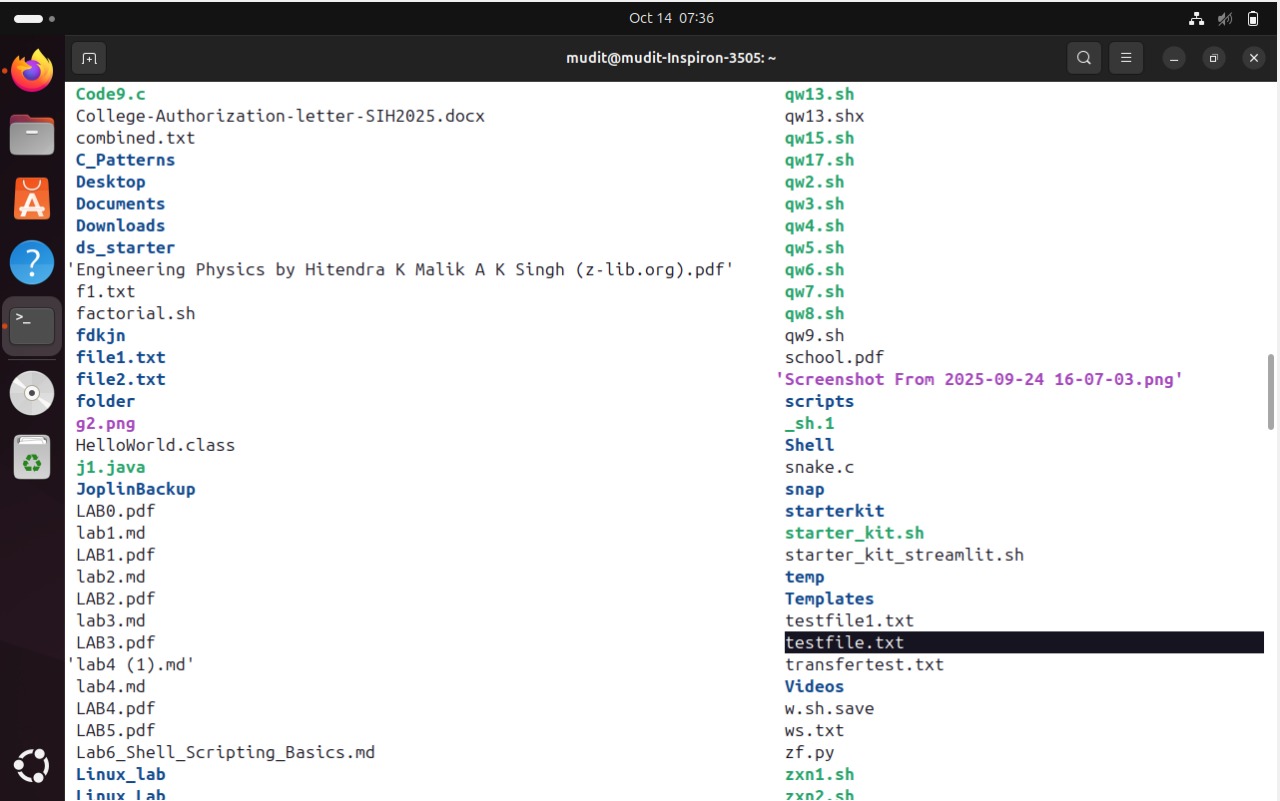 Oct 14 07:36
mudit@mudit-Inspiron-3505: ~
Code9.c
College-Authorization-letter-SIH2025.docx
combined.txt
C_Patterns
Desktop
Documents
Downloads
ds_starter
'Engineering Physics by Hitendra K Malik A K Singh (z-lib.org).pdf'
f1.txt
factorial.sh
fdkjn
file1.txt
file2.txt
folder
g2.png
HelloWorld.class
j1.java
JoplinBackup
LAB0.pdf
lab1.md
LAB1.pdf
lab2.md
LAB2.pdf
lab3.md
LAB3.pdf
'lab4 (1).md'
lab4.md
LAB4.pdf
LAB5.pdf
Lab6_Shell_Scripting_Basics.md
Linux_lab
Linux_Lab
qw13.sh
qw13.shx
qw15.sh
qw17.sh
qw2.sh
qw3.sh
qw4.sh
qw5.sh
qw6.sh
qw7.sh
qw8.sh
qw9.sh
school.pdf
'Screenshot From 2025-09-24 16-07-03.png'
scripts
_sh.1
Shell
snake.c
snap
starterkit
starter_kit.sh
starter_kit_streamlit.sh
temp
Templates
testfile1.txt
testfile.txt
transfertest.txt
Videos
w.sh.save
ws.txt
zf.py
zxn1.sh
zxn2.sh